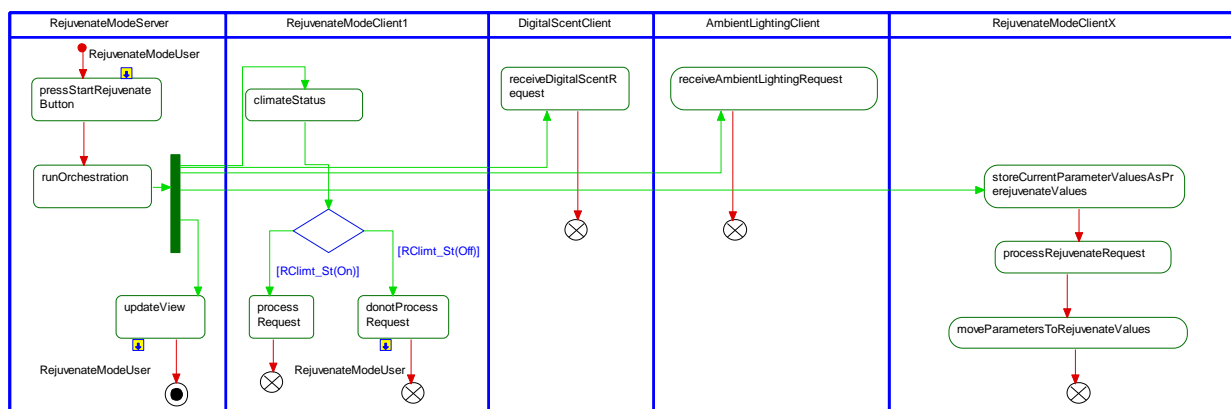 RejuvenateModeServer
RejuvenateModeClient1
DigitalScentClient
AmbientLightingClient
RejuvenateModeClientX
RejuvenateModeUser
pressStartRejuvenate
Button
climateStatus
receiveDigitalScentR
equest
receiveAmbientLightingRequest
runOrchestration
storeCurrentParameterValuesAsPr
erejuvenateValues
[RClimt_St(Off)]
[RClimt_St(On)]
processRejuvenateRequest
updateView
process
Request
donotProcess
Request
moveParametersToRejuvenateValues
RejuvenateModeUser
RejuvenateModeUser